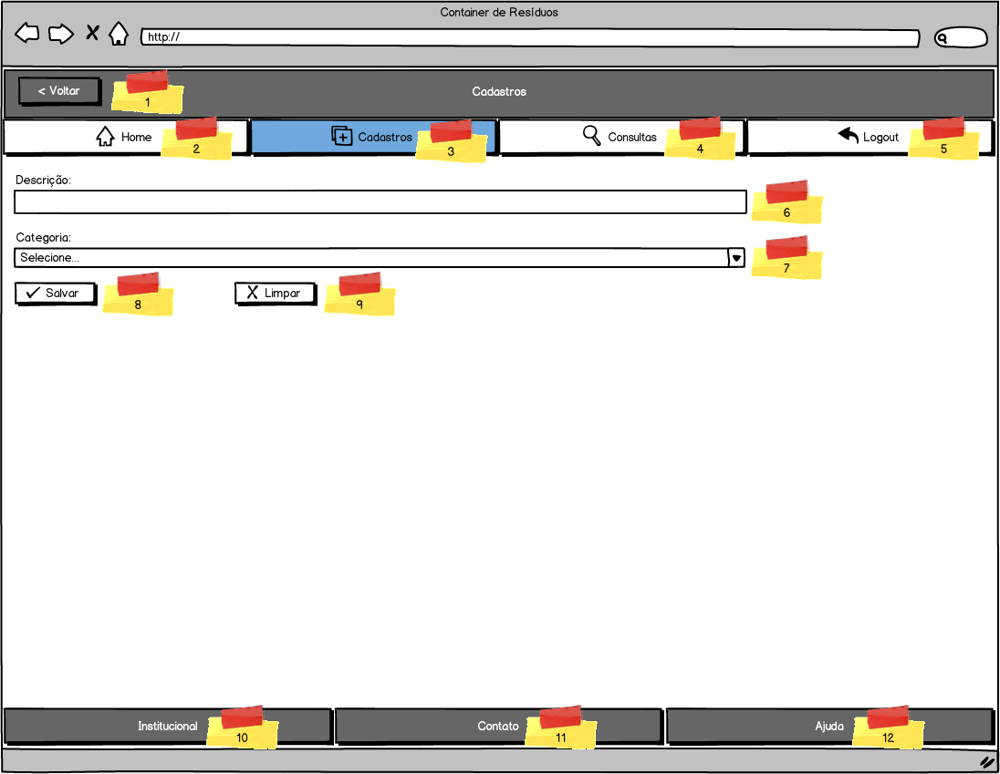 Container de Resíduos
http://
< Voltar
1
Cadastros
Home
2
Cadastros
3
Consultas
4
Logout
5
Descrição:
6
Categoria:
Selecione...
7
Salvar
8
Limpar
9
Institucional
10
Contato
11
Ajuda
12